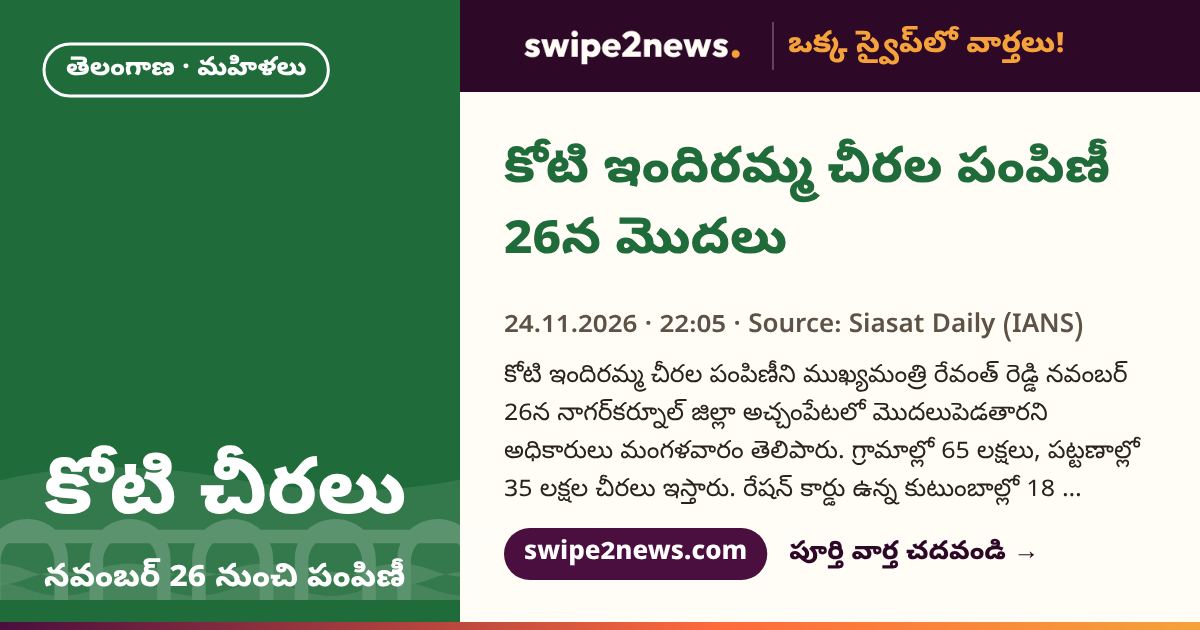 తెలంగాణ · మహిళలు
కోటి చీరలు
నవంబర్ 26 నుంచి పంపిణీ
swipe2news. ఒక్క స్వైప్‌లో వార్తలు!
కోటి ఇందిరమ్మ చీరల పంపిణీ
26న మొదలు
24.11.2026 · 22:05 · Source: Siasat Daily (IANS)
కోటి ఇందిరమ్మ చీరల పంపిణీని ముఖ్యమంత్రి రేవంత్ రెడ్డి నవంబర్
26న నాగర్‌కర్నూల్ జిల్లా అచ్చంపేటలో మొదలుపెడతారని
అధికారులు మంగళవారం తెలిపారు. గ్రామాల్లో 65 లక్షలు, పట్టణాల్లో
35 లక్షల చీరలు ఇస్తారు. రేషన్ కార్డు ఉన్న కుటుంబాల్లో 18 ...
swipe2news.com పూర్తి వార్త చదవండి →